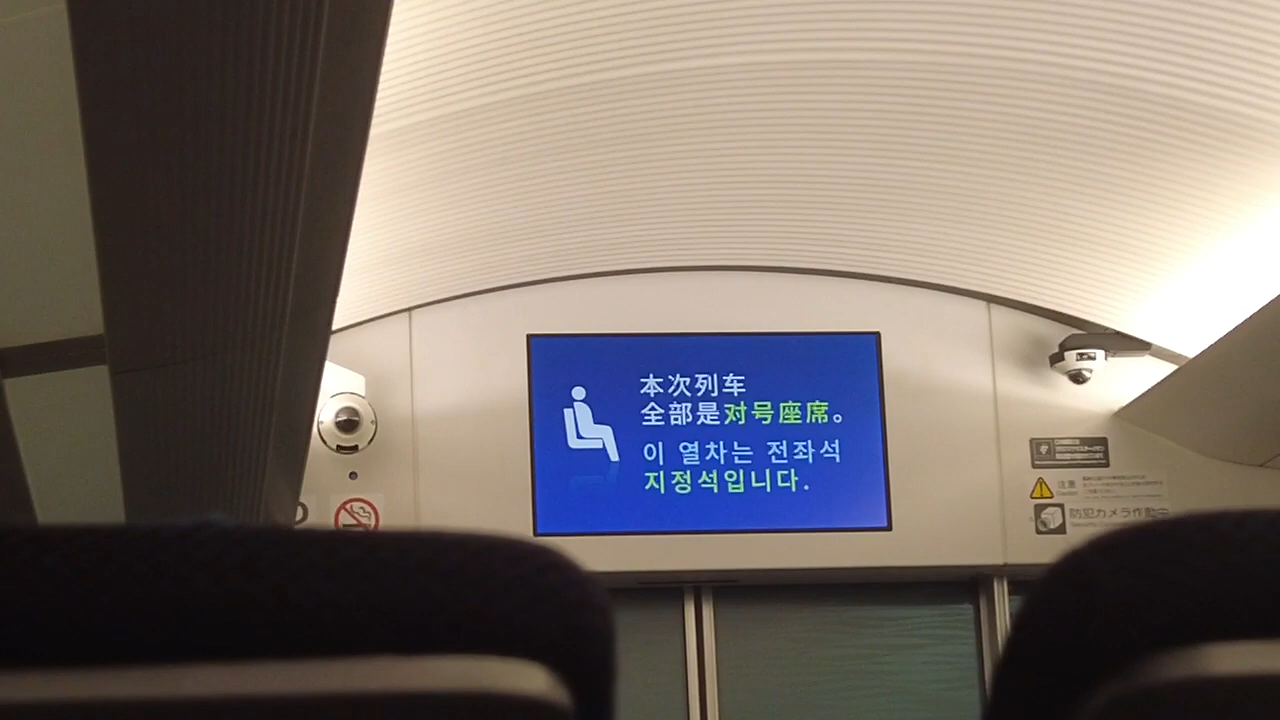 本次列车
全部是对号座席。
이 열차는 전좌석
지정석입니다.
注意
Caution
防犯カメラ作動中